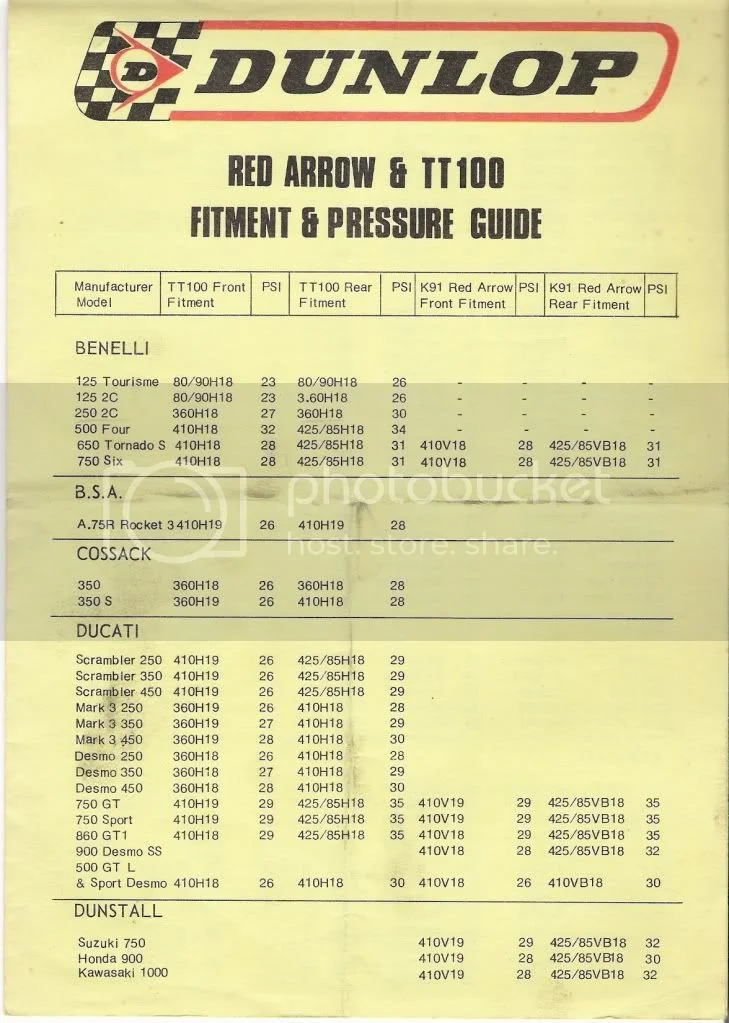 D DUNLOP
RED ARROW & TT100
FITMENT & PRESSURE GUIDE
Manufacturer Model TT100 Front Fitment PSI TT100 Rear Fitment PSI K91 Red Arrow Front Fitment PSI K91 Red Arrow Rear Fitment PSI
BENELLI
125 Tourisme 80/90H18 23 80/90H18 26 - - - -
125 2C 80/90H18 23 3.60H18 26 - - - -
250 2C 360H18 27 360H18 30 - - - -
500 Four 410H18 32 425/85H18 34 - - - -
650 Tornado S 410H18 28 425/85H18 31 410V18 28 425/85VB18 31
750 Six 410H18 28 425/85H18 31 410V18 28 425/85VB18 31
B.S.A.
photobucket
A.75R Rocket 3 410H19 26 410H19 28
host. store. share.
COSSACK
350 360H18 26 360H18 28
350 S 360H19 26 410H18 28
DUCATI
Scrambler 250 410H19 26 425/85H18 29
Scrambler 350 410H19 26 425/85H18 29
Scrambler 450 410H19 26 425/85H18 29
Mark 3 250 360H19 26 410H18 28
Mark 3 350 360H19 27 410H18 29
Mark 3 450 360H19 28 410H18 30
Desmo 250 360H18 26 410H18 28
Desmo 350 360H18 27 410H18 29
Desmo 450 360H18 28 410H18 30
750 GT 410H19 29 425/85H18 35 410V19 29 425/85VB18 35
750 Sport 410H19 29 425/85H18 35 410V19 29 425/85VB18 35
860 GT1 410H18 29 425/85H18 35 410V18 29 425/85VB18 35
900 Desmo SS 410V18 28 425/85VB18 32
500 GT L
& Sport Desmo 410H18 26 410H18 30 410V18 26 410VB18 30
DUNSTALL
Suzuki 750 410V19 29 425/85VB18 32
Honda 900 410V19 28 425/85VB18 30
Kawasaki 1000 410V19 28 425/85VB18 32